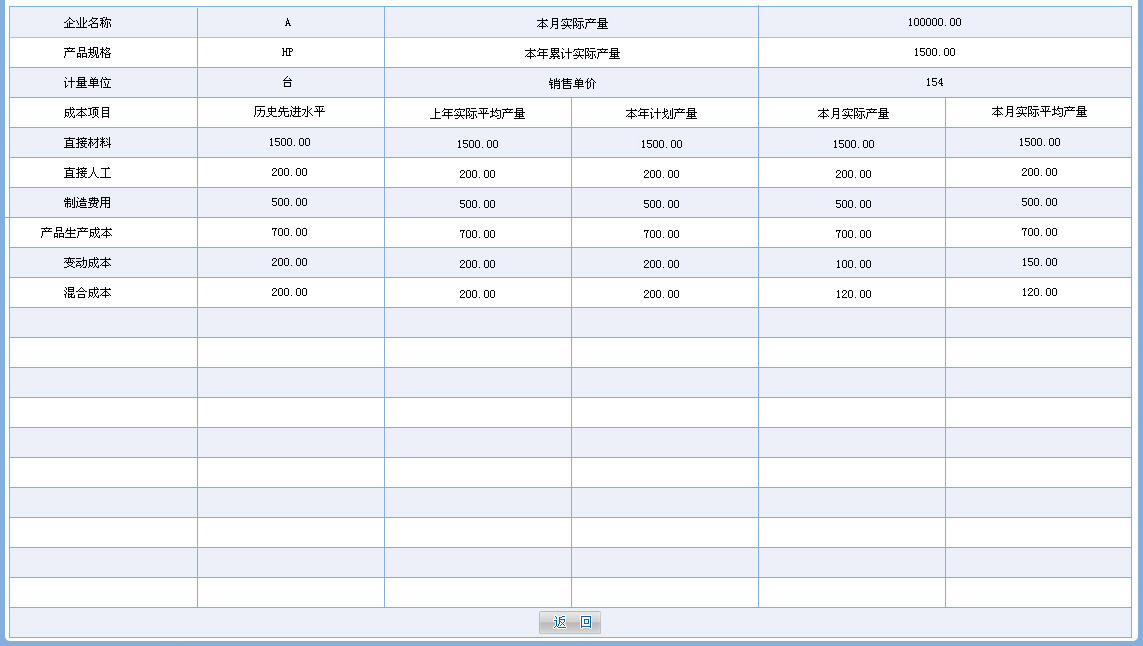 企业名称 A 本月实际产量 100000.00
产品规格 HP 本年累计实际产量 1500.00
计量单位 台 销售单价 154
成本项目 历史先进水平 上年实际平均产量 本年计划产量 本月实际产量 本月实际平均产量
直接材料 1500.00 1500.00 1500.00 1500.00 1500.00
直接人工 200.00 200.00 200.00 200.00 200.00
制造费用 500.00 500.00 500.00 500.00 500.00
产品生产成本 700.00 700.00 700.00 700.00 700.00
变动成本 200.00 200.00 200.00 100.00 150.00
混合成本 200.00 200.00 200.00 120.00 120.00
返 回